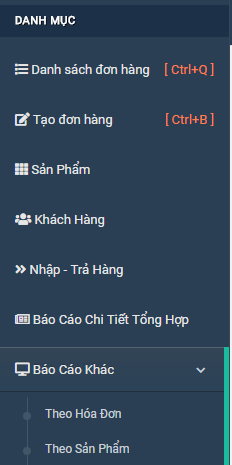 DANH MỤC
Danh sách đơn hàng [ Ctrl+Q ]
Tạo đơn hàng [ Ctrl+B ]
Sản Phẩm
Khách Hàng
Nhập - Trả Hàng
Báo Cáo Chi Tiết Tổng Hợp
Báo Cáo Khác
Theo Hóa Đơn
Theo Sản Phẩm